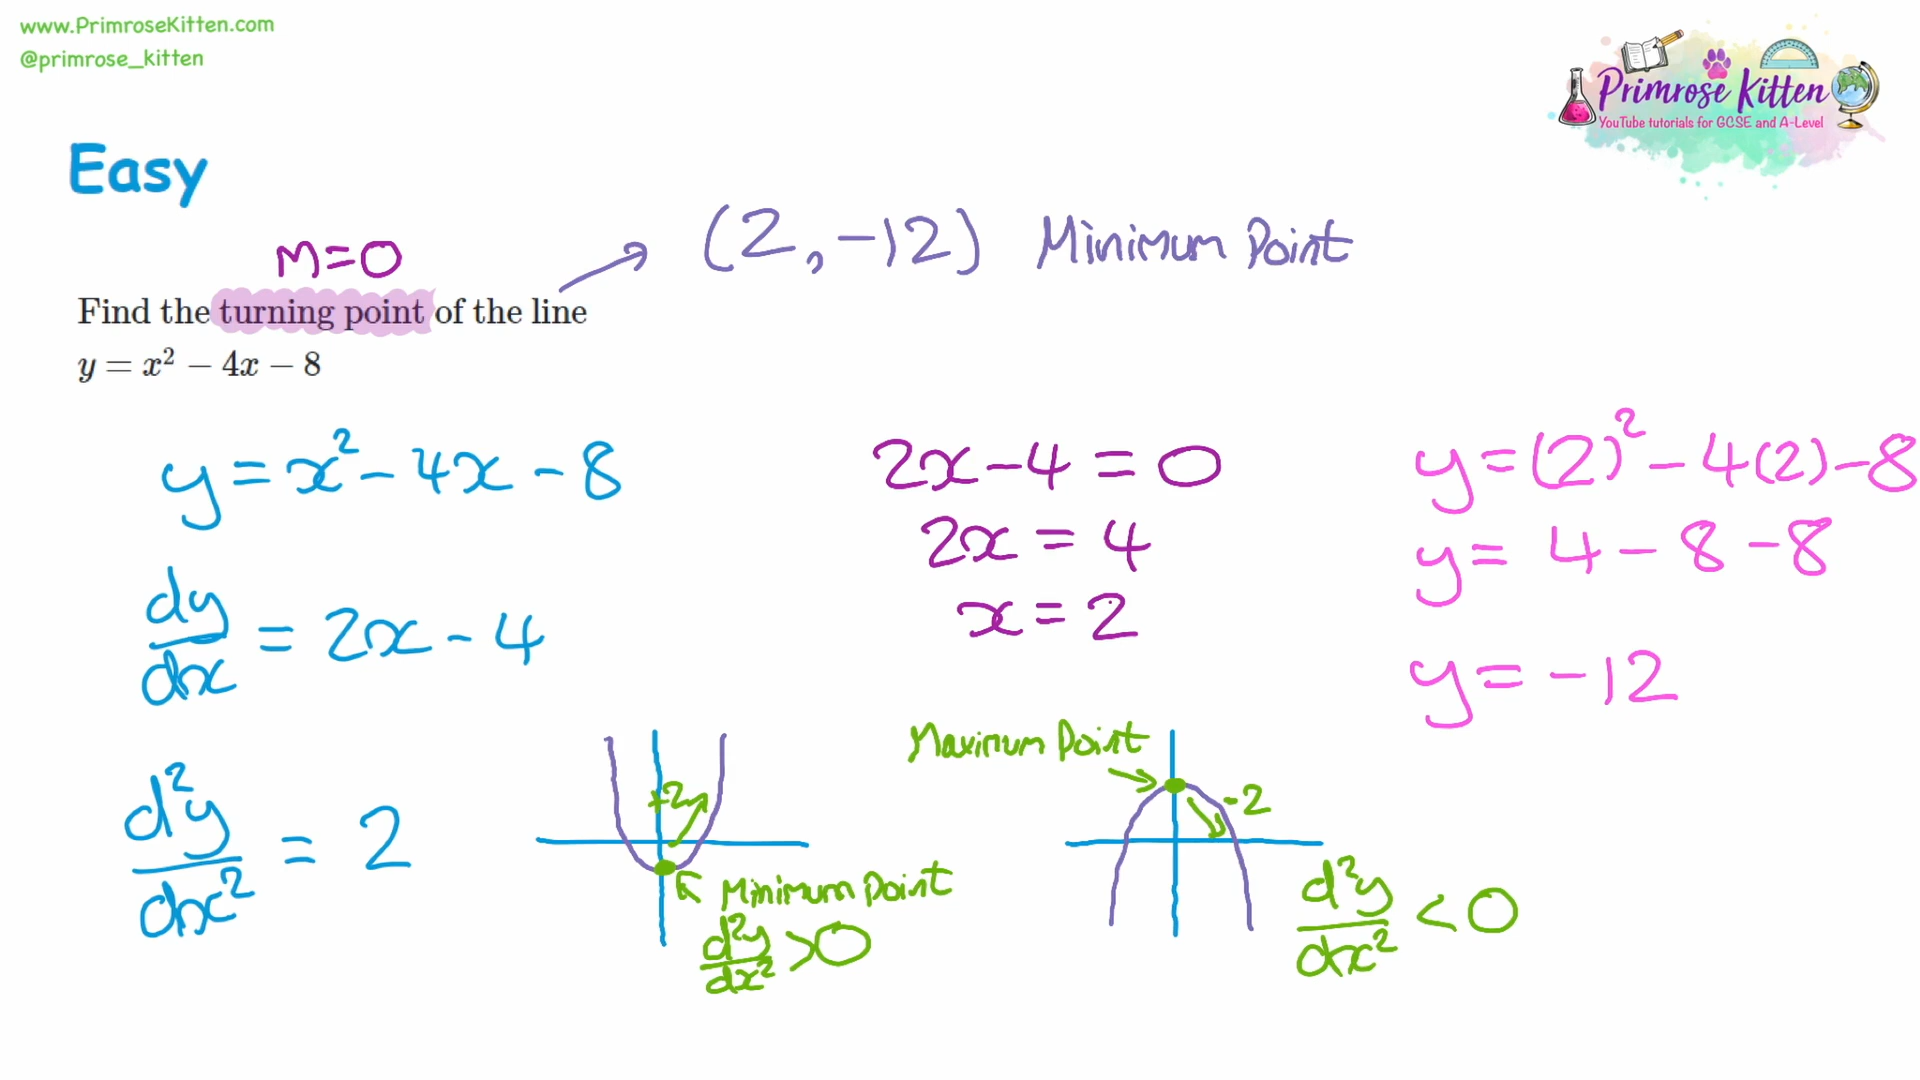 www.PrimroseKitten.com
@primrose_kitten
Primrose Kitten
YouTube tutorials for GCSE and A-Level
Easy
m=0
(2,-12) Minimum Point
Find the turning point of the line
y = x² − 4x − 8
y = x² - 4x - 8
dy/dx = 2x - 4
d²y/dx² = 2
2x - 4 = 0
2x = 4
x = 2
y = (2)² - 4(2) - 8
y = 4 - 8 - 8
y = -12
+2
Minimum Point
d²y/dx² > 0
Maximum Point
-2
d²y/dx² < 0